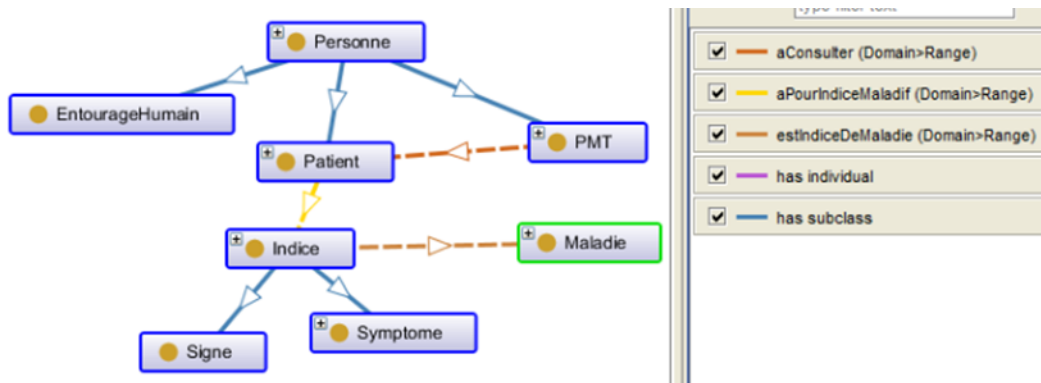 Personne
EntourageHumain
Patient
PMT
Indice
Maladie
Signe
Symptome
aConsulter (Domain>Range)
aPourIndiceMaladif (Domain>Range)
estIndiceDeMaladie (Domain>Range)
has individual
has subclass